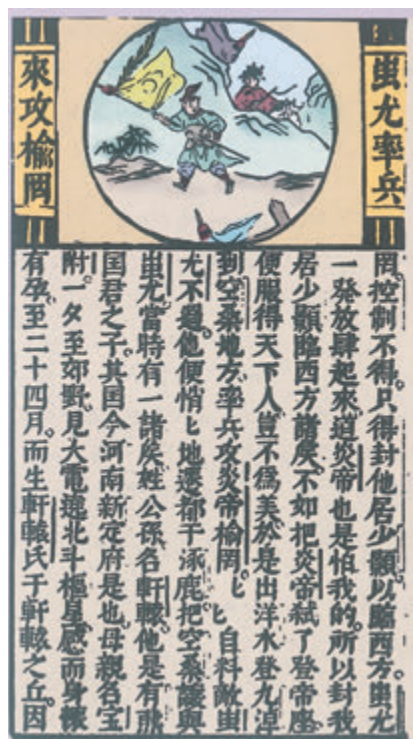 蚩尤率兵
來攻榆罔
罔。控制不得。只得封他居少顥。以臨西方。蚩尤
一發放肆起來。道炎帝也是怕我的。所以封我
居少顥臨西方。諸矦不如把炎帝弒了。登帝座
便服得天下人。豈不為美。於是出洋水登九淖
到空桑地方。率兵攻炎帝榆罔。匕匕自料敵蚩
尤不過。他便悄匕地遷都于涿鹿。把空桑讓與
蚩尤。當時有一諸矦。姓公孫。名軒轅。他是有熊
国君之子。其国今河南新定府是也。母親名宝
附。一夕至郊野。見大電遶北斗樞星。感而身懷
有孕。至二十四月。而生軒轅氏于軒轅之丘。因